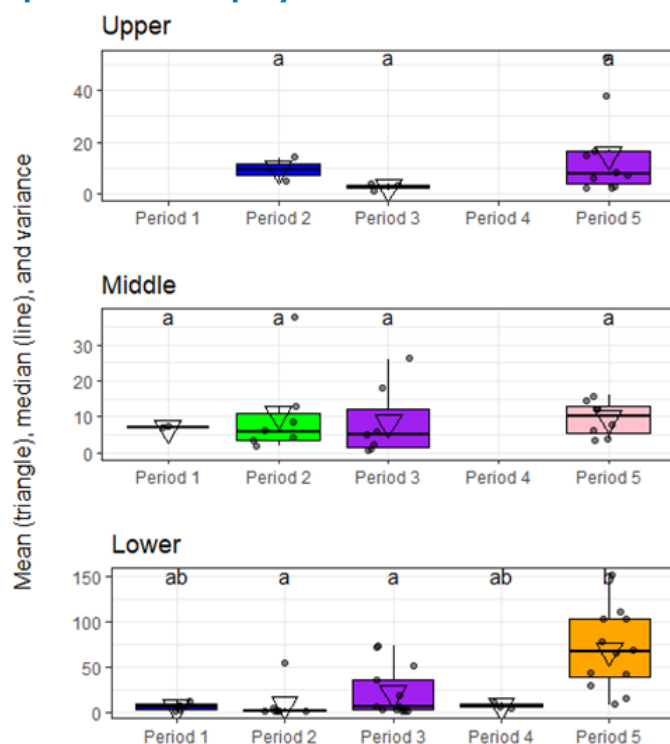 Upper
a a a
40
20
0
Period 1 Period 2 Period 3 Period 4 Period 5
Mean (triangle), median (line), and variance
Middle
a a a a
30
20
10
0
Period 1 Period 2 Period 3 Period 4 Period 5
Lower
ab a a ab b
150
100
50
0
Period 1 Period 2 Period 3 Period 4 Period 5